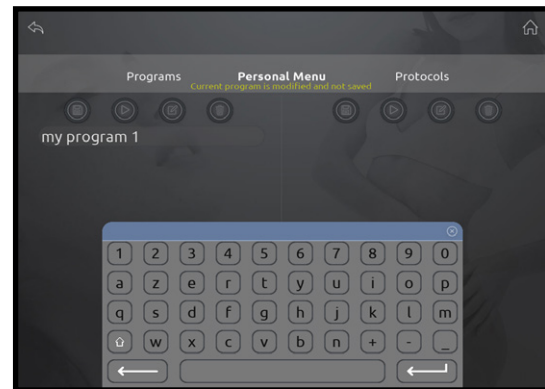 Programs Personal Menu Protocols
Current program is modified and not saved
my program 1
1 2 3 4 5 6 7 8 9 0
a z e r t y u i o p
q s d f g h j k l m
w x c v b n + - _